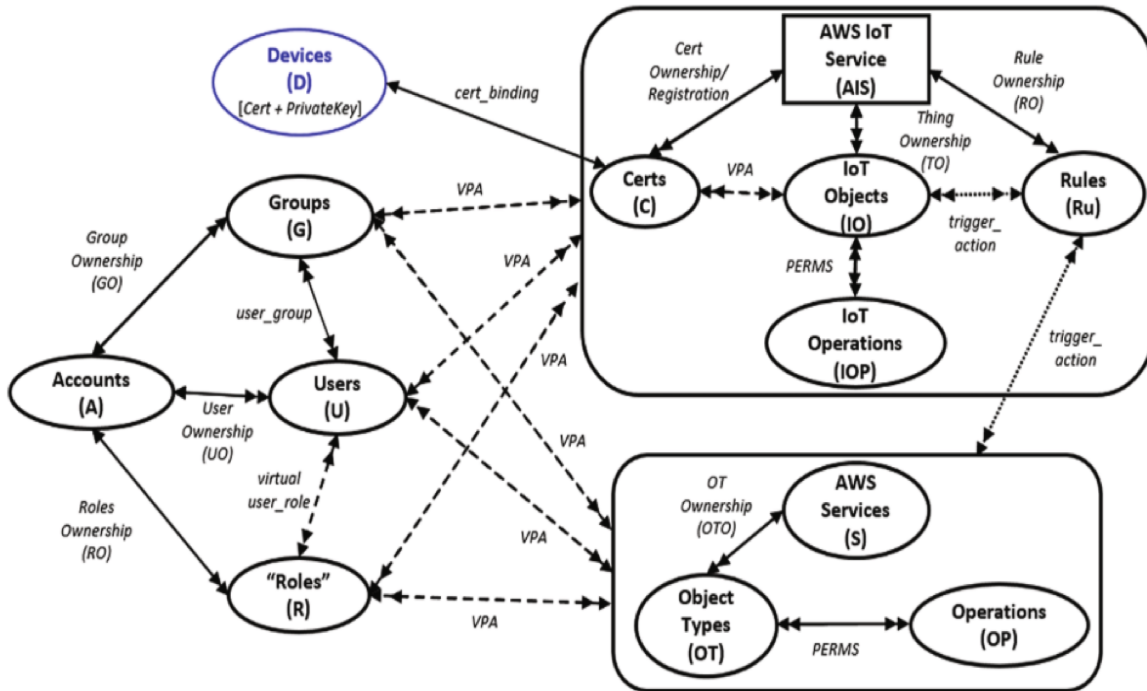 Devices
(D)
[Cert + PrivateKey]
cert_binding
Cert
Ownership/
Registration
AWS IoT
Service
(AIS)
Rule
Ownership
(RO)
Thing
Ownership
(TO)
Certs
(C)
VPA
IoT
Objects
(IO)
trigger_
action
Rules
(Ru)
PERMS
IoT
Operations
(IOP)
trigger_
action
Groups
(G)
VPA
Group
Ownership
(GO)
user_group
VPA
VPA
Accounts
(A)
User
Ownership
(UO)
Users
(U)
VPA
virtual
user_role
Roles
Ownership
(RO)
VPA
“Roles”
(R)
VPA
OT
Ownership
(OTO)
AWS
Services
(S)
Object
Types
(OT)
PERMS
Operations
(OP)